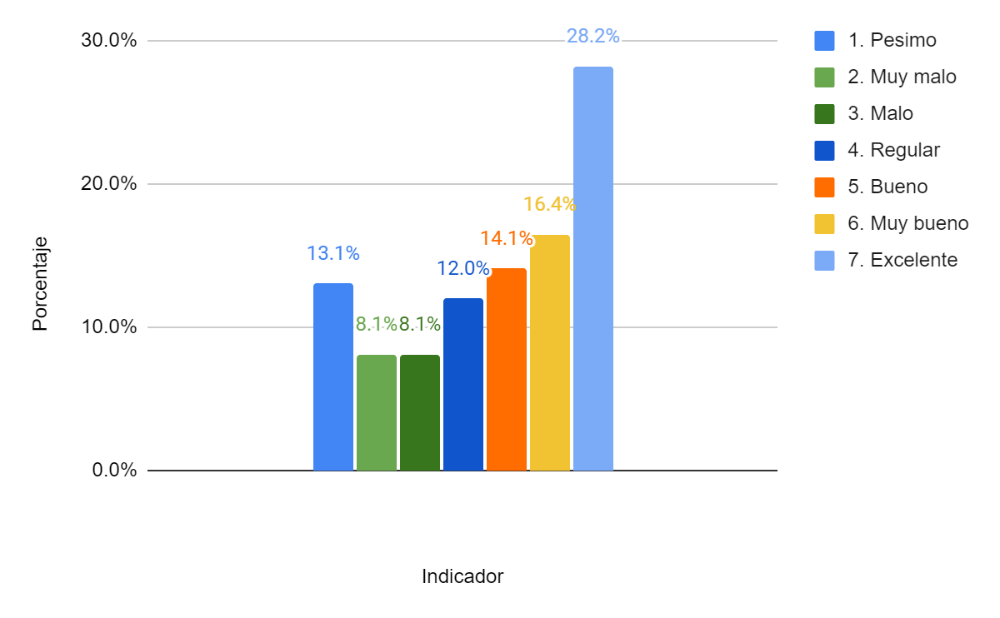 30.0%
20.0%
10.0%
0.0%
Porcentaje
13.1%
8.1%
8.1%
12.0%
14.1%
16.4%
28.2%
Indicador
1. Pesimo
2. Muy malo
3. Malo
4. Regular
5. Bueno
6. Muy bueno
7. Excelente